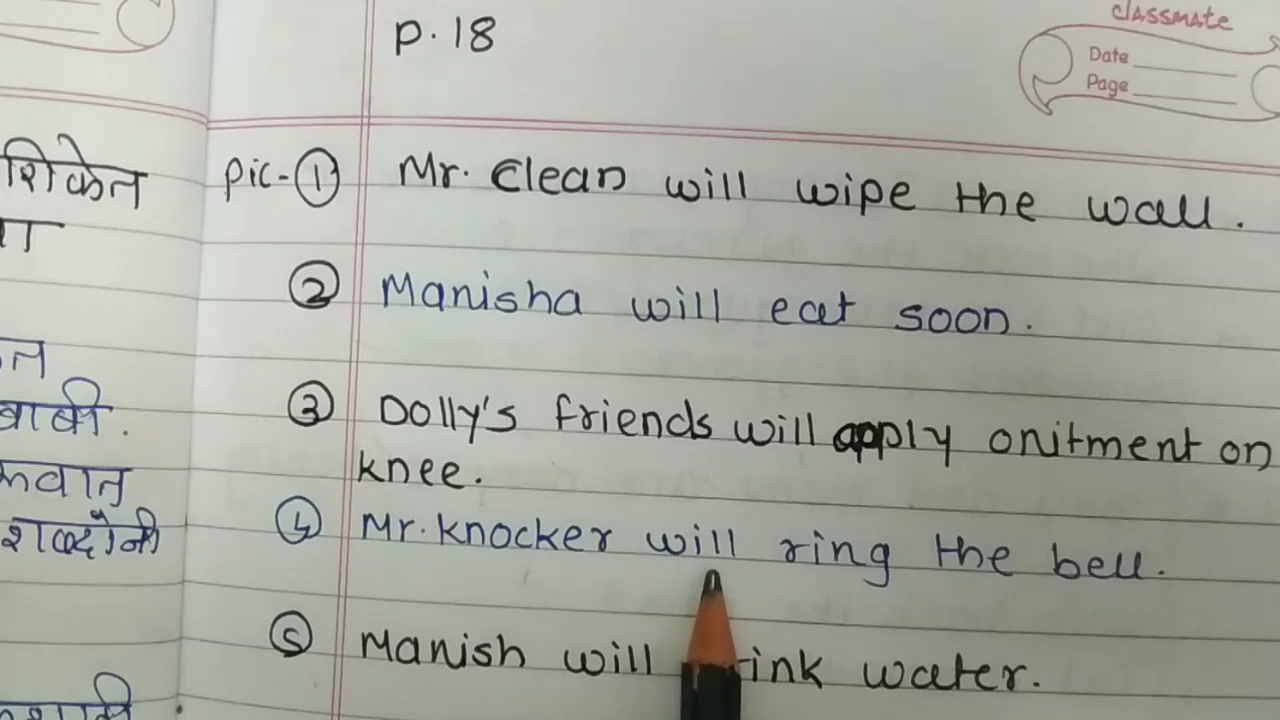 p. 18
classmate
Date
Page
शिकेत
pic-① Mr. Clean will wipe the wall.
② Manisha will eat soon.
③ Dolly's friends will apply onitment on
knee.
④ Mr. knocker will ring the bell.
⑤ Manish will water.